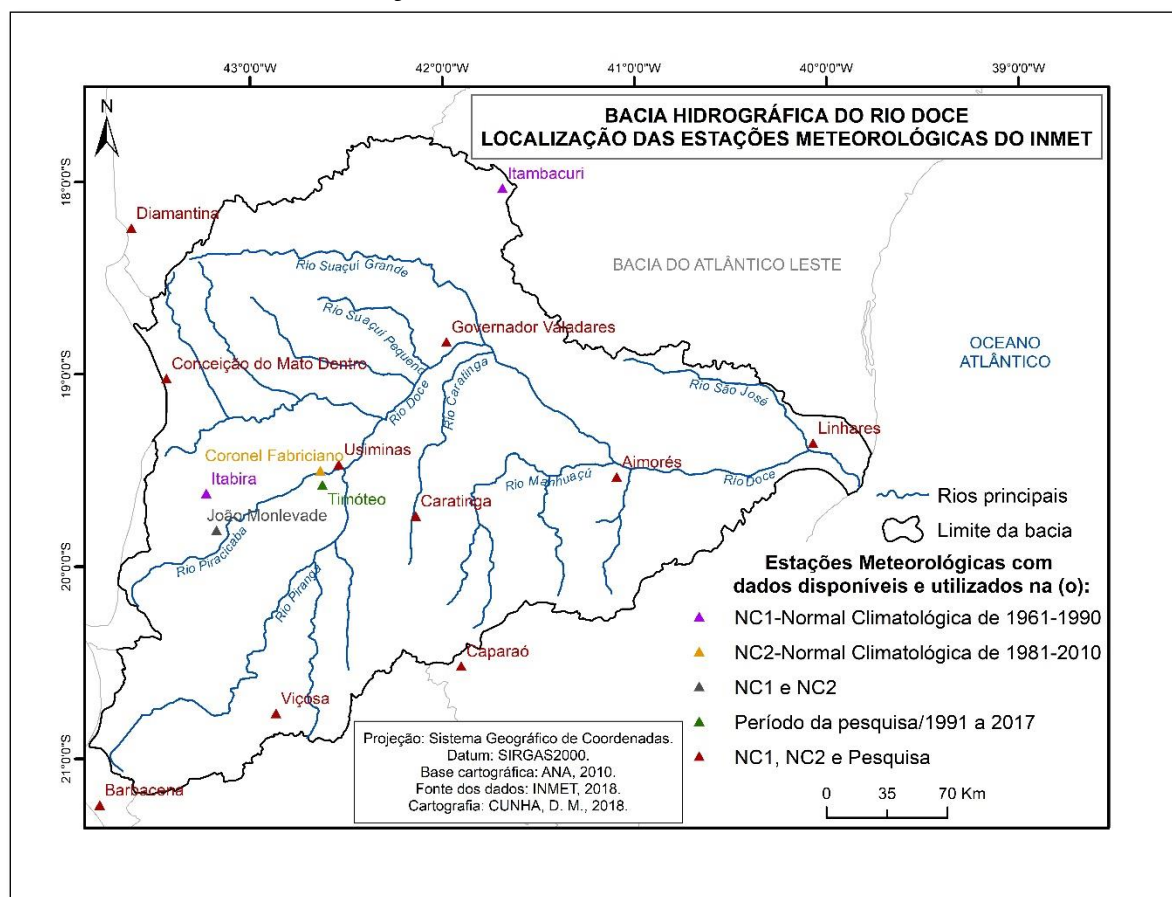 43°0'0"W
42°0'0"W
41°0'0"W
40°0'0"W
39°0'0"W
N
BACIA HIDROGRÁFICA DO RIO DOCE
LOCALIZAÇÃO DAS ESTAÇÕES METEOROLÓGICAS DO INMET
18°0'0"S
Itambacuri
Diamantina
BACIA DO ATLÂNTICO LESTE
Rio Suaçuí Grande
Rio Suaçuí Pequeno
Governador Valadares
OCEANO
ATLÂNTICO
19°0'0"S
Conceição do Mato Dentro
Rio Doce
Rio Caratinga
Rio São José
Linhares
Coronel Fabriciano
Usiminas
Itabira
Timóteo
Aimorés
Rio Manhuaçú
Rio Doce
João Monlevade
Caratinga
Rio Piracicaba
20°0'0"S
Rio Piranga
Caparaó
Viçosa
21°0'0"S
Barbacena
Rios principais
Limite da bacia
Estações Meteorológicas com
dados disponíveis e utilizados na (o):
NC1-Normal Climatológica de 1961-1990
NC2-Normal Climatológica de 1981-2010
NC1 e NC2
Período da pesquisa/1991 a 2017
NC1, NC2 e Pesquisa
Projeção: Sistema Geográfico de Coordenadas.
Datum: SIRGAS2000.
Base cartográfica: ANA, 2010.
Fonte dos dados: INMET, 2018.
Cartografia: CUNHA, D. M., 2018.
0 35 70 Km